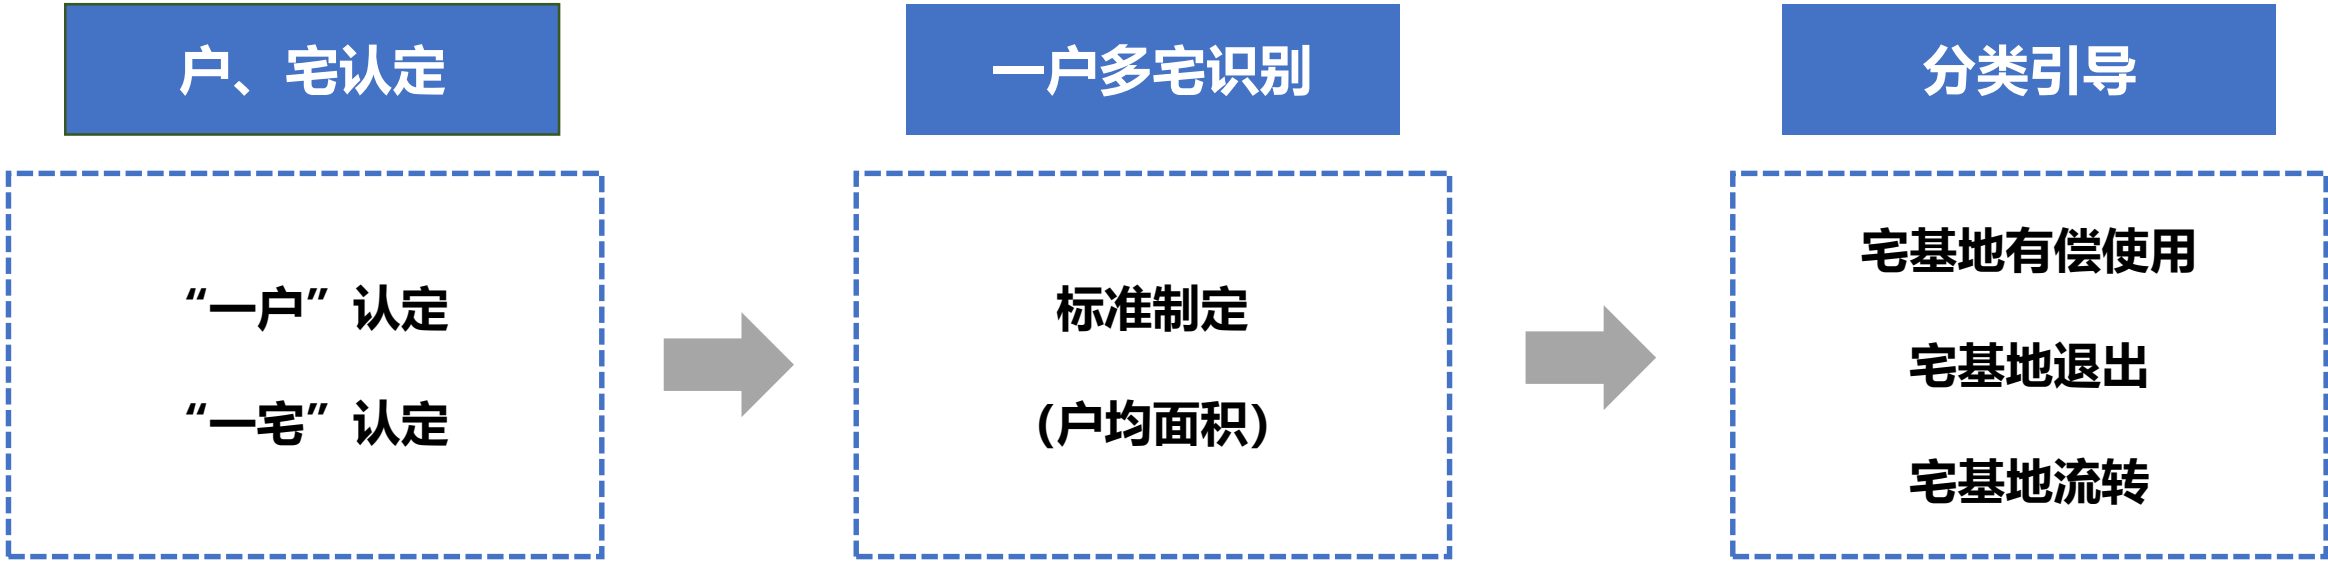 户、宅认定
“一户”认定
“一宅”认定
一户多宅识别
标准制定
(户均面积)
分类引导
宅基地有偿使用
宅基地退出
宅基地流转